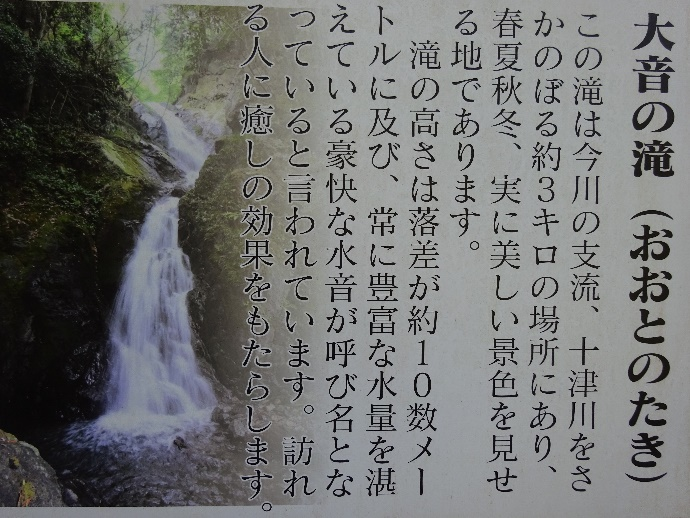 大音の滝（おおとのたき）
この滝は今川の支流、十津川をさ
かのぼる約３キロの場所にあり、
春夏秋冬、実に美しい景色を見せ
る地であります。
滝の高さは落差が約１０数メー
トルに及び、常に豊富な水量を湛
えている豪快な水音が呼び名とな
っていると言われています。訪れ
る人に癒しの効果をもたらします。